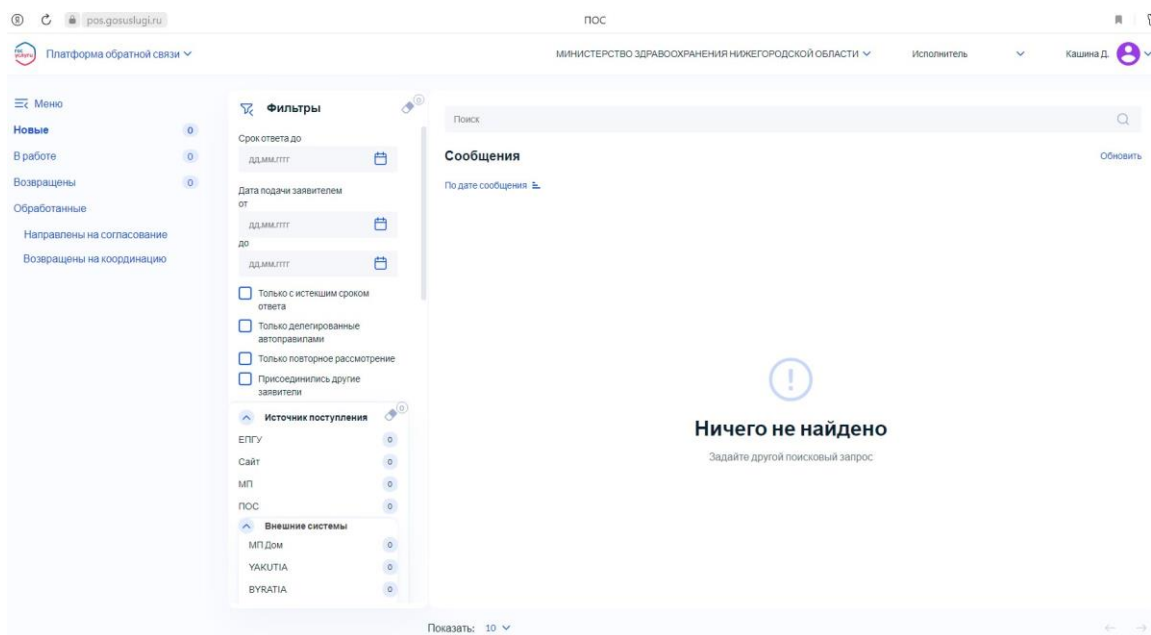 pos.gosuslugi.ru
ПОС
Платформа обратной связи
МИНИСТЕРСТВО ЗДРАВООХРАНЕНИЯ НИЖЕГОРОДСКОЙ ОБЛАСТИ
Исполнитель
Кашина Д.
Меню
Новые 0
В работе 0
Возвращены 0
Обработанные
Направлены на согласование
Возвращены на координацию
Фильтры 0
Срок ответа до
дд.мм.гггг
Дата подачи заявителем
от
дд.мм.гггг
до
дд.мм.гггг
Только с истекшим сроком
ответа
Только делегированные
автоправилами
Только повторное рассмотрение
Присоединились другие
заявители
Источник поступления 0
ЕПГУ 0
Сайт 0
МП 0
ПОС 0
Внешние системы
МП Дом 0
YAKUTIA 0
BYRATIA 0
Поиск
Сообщения
Обновить
По дате сообщения
Ничего не найдено
Задайте другой поисковый запрос
Показать: 10